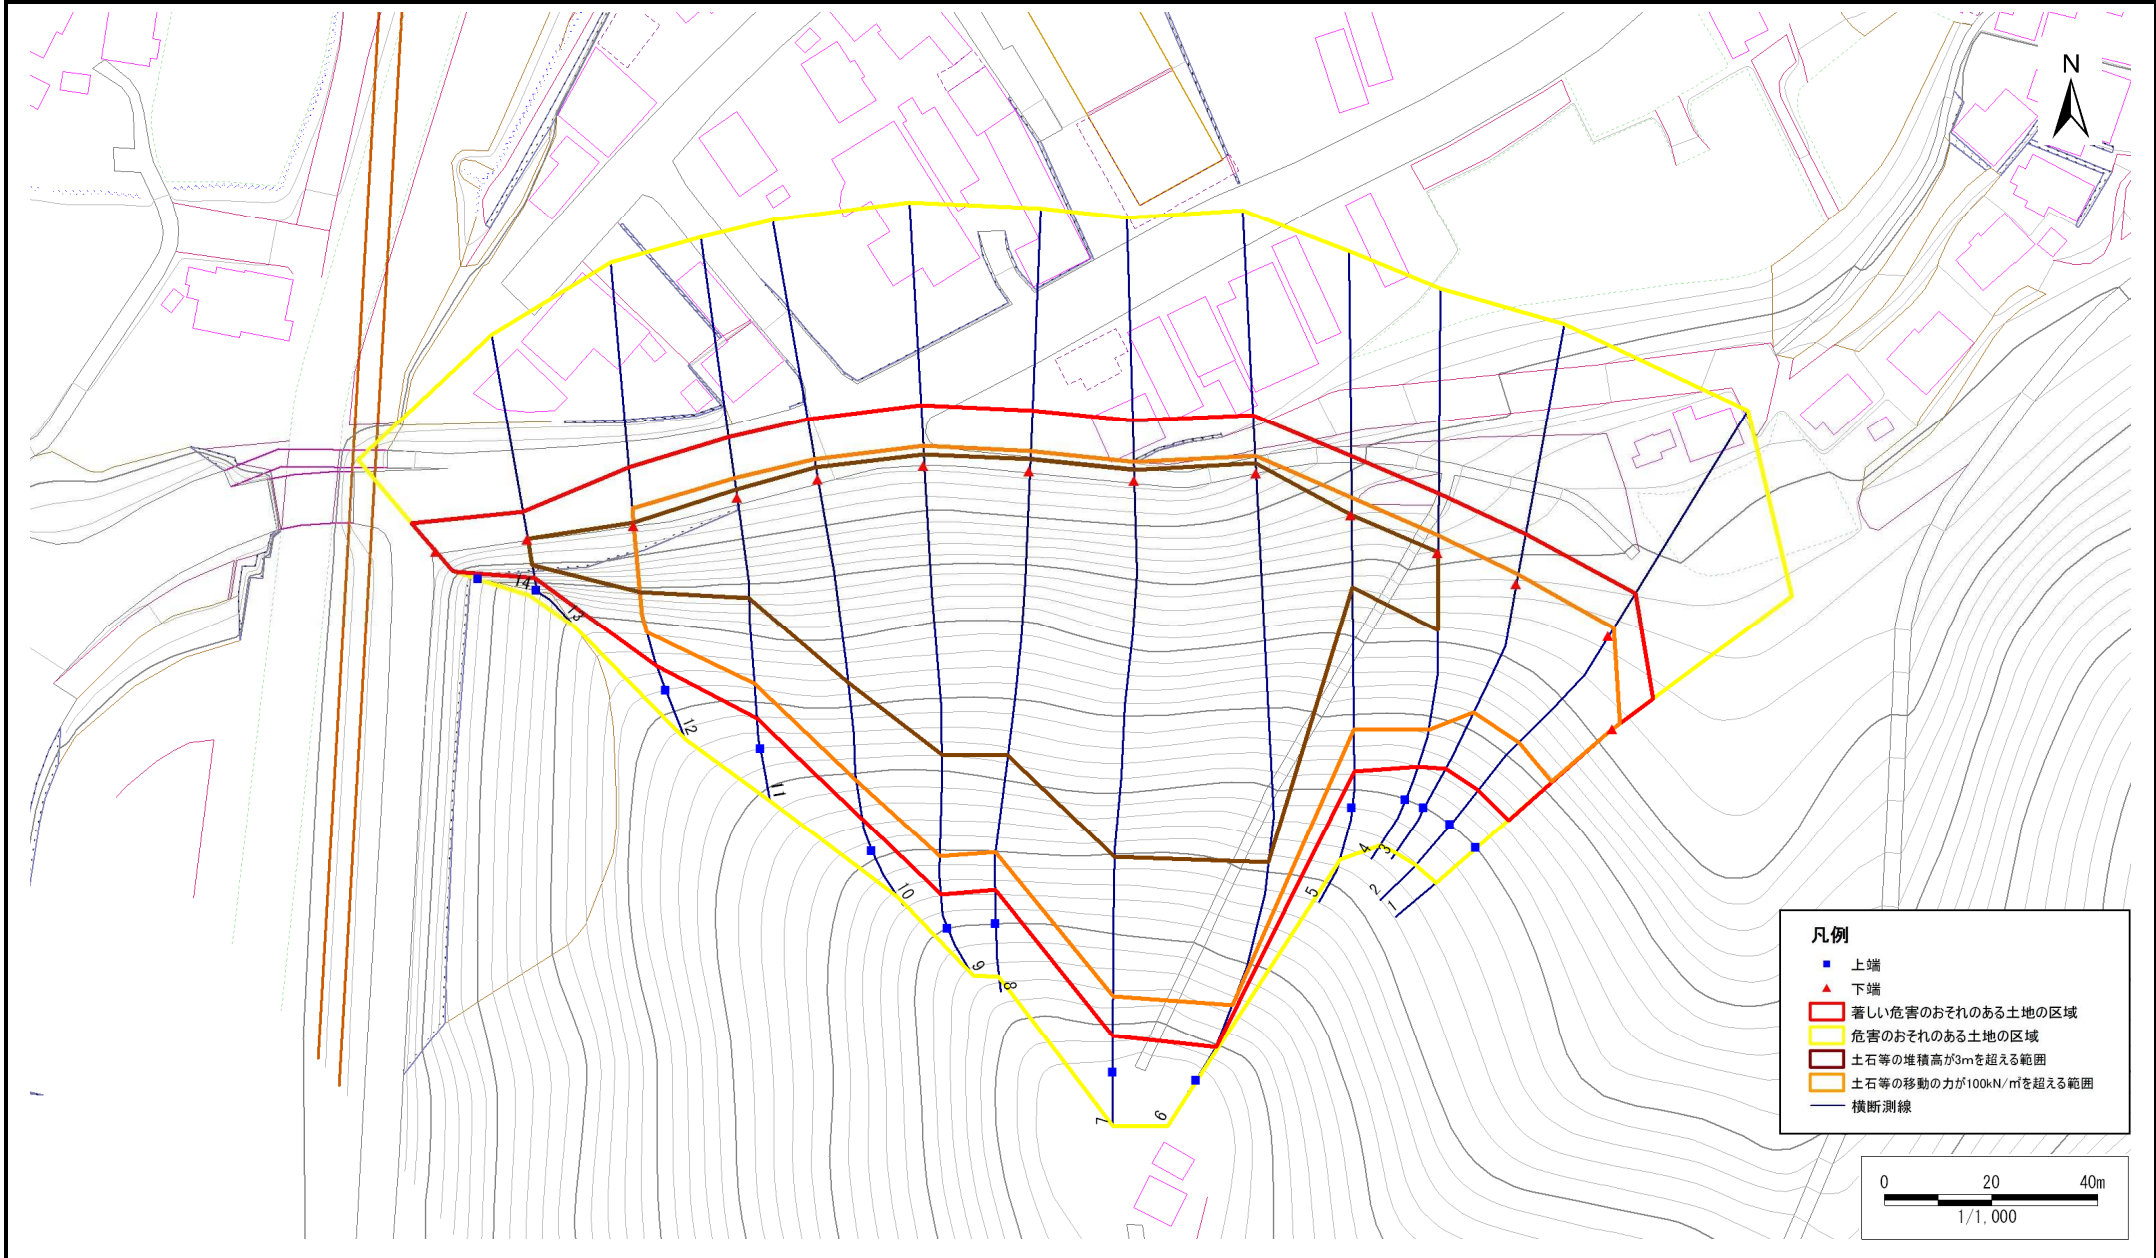 N
14
13
12
11
10
9
8
7
6
5
4
3
2
1
凡例
上端
下端
著しい危害のおそれのある土地の区域
危害のおそれのある土地の区域
土石等の堆積高が3mを超える範囲
土石等の移動の力が100kN/㎡を超える範囲
横断測線
0 20 40m
1/1,000